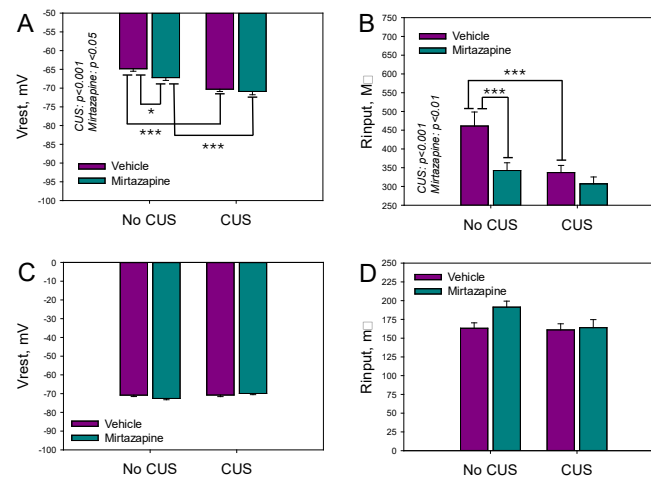 A
-50
-55
-60
-65
-70
-75
-80
-85
-90
-95
-100
Vrest, mV
CUS: p<0.001
Mirtazapine: p<0.05
*
***
***
Vehicle
Mirtazapine
No CUS
CUS
B
750
700
650
600
550
500
450
400
350
300
250
Rinput, M□
CUS: p<0.001
Mirtazapine: p<0.01
***
***
Vehicle
Mirtazapine
No CUS
CUS
C
0
-10
-20
-30
-40
-50
-60
-70
-80
-90
-100
Vrest, mV
Vehicle
Mirtazapine
No CUS
CUS
D
250
225
200
175
150
125
100
75
50
25
0
Rinput, m□
Vehicle
Mirtazapine
No CUS
CUS